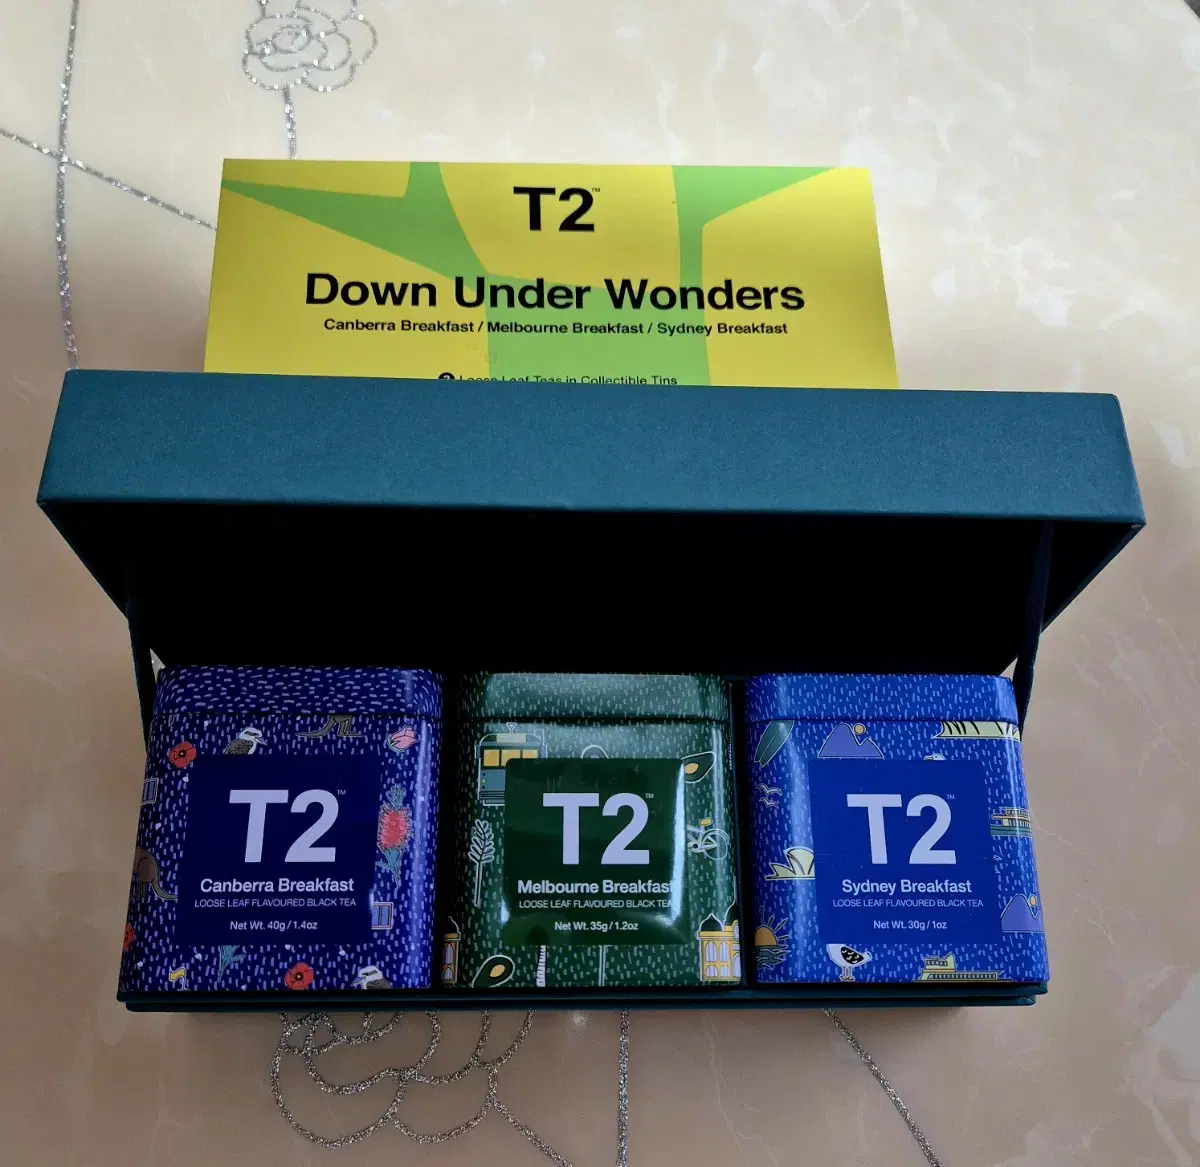 T2™
Down Under Wonders
Canberra Breakfast / Melbourne Breakfast / Sydney Breakfast
3 Loose Leaf Teas in Collectible Tins
T2™
Canberra Breakfast
LOOSE LEAF FLAVOURED BLACK TEA
Net Wt. 40g / 1.4oz
T2™
Melbourne Breakfast
LOOSE LEAF FLAVOURED BLACK TEA
Net Wt. 35g / 1.2oz
T2™
Sydney Breakfast
LOOSE LEAF FLAVOURED BLACK TEA
Net Wt. 30g / 1oz